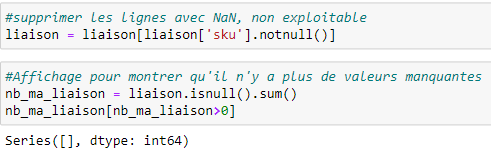 #supprimer les lignes avec NaN, non exploitable
liaison = liaison[liaison['sku'].notnull()]
#Affichage pour montrer qu'il n'y a plus de valeurs manquantes
nb_ma_liaison = liaison.isnull().sum()
nb_ma_liaison[nb_ma_liaison>0]
Series([], dtype: int64)